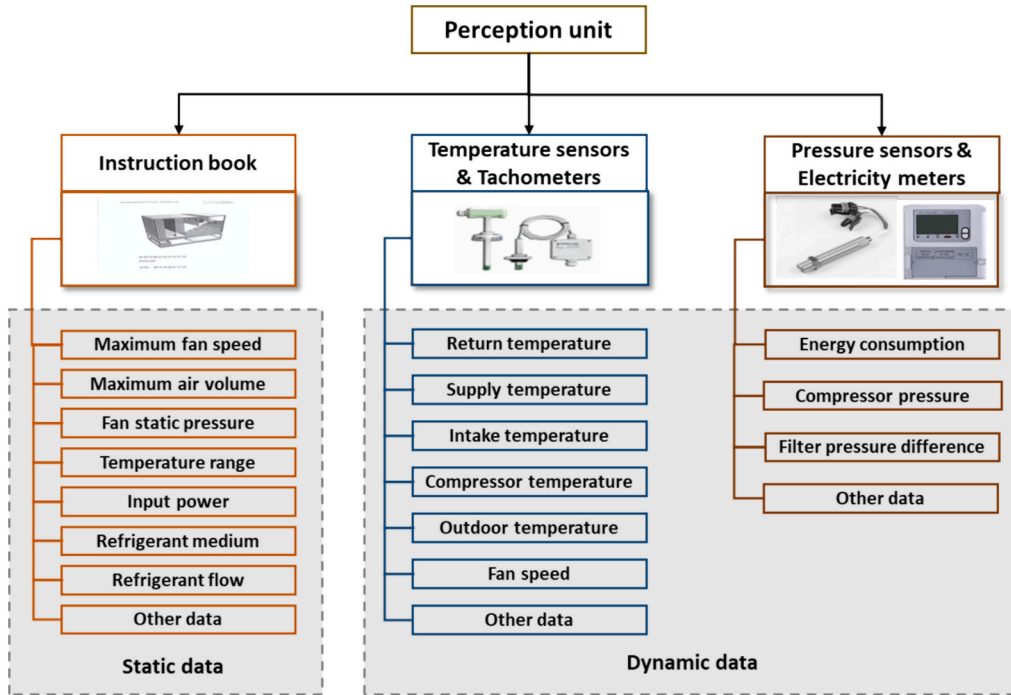 Perception unit
Instruction book
Temperature sensors
& Tachometers
Pressure sensors &
Electricity meters
Maximum fan speed
Maximum air volume
Fan static pressure
Temperature range
Input power
Refrigerant medium
Refrigerant flow
Other data
Static data
Return temperature
Supply temperature
Intake temperature
Compressor temperature
Outdoor temperature
Fan speed
Other data
Energy consumption
Compressor pressure
Filter pressure difference
Other data
Dynamic data